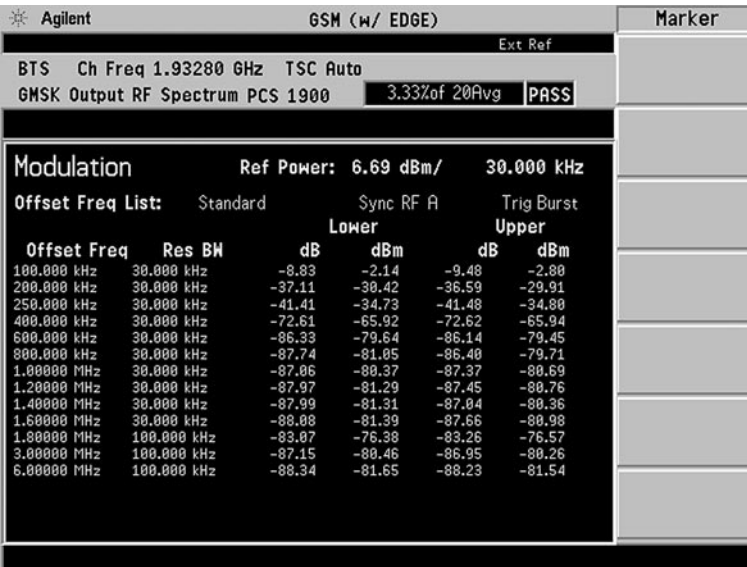 Agilent GSM (w/ EDGE) Marker
Ext Ref
BTS Ch Freq 1.93280 GHz TSC Auto
GMSK Output RF Spectrum PCS 1900 3.33%of 20Avg PASS
Modulation Ref Power: 6.69 dBm/ 30.000 kHz
Offset Freq List: Standard Sync RF A Trig Burst
Lower Upper
Offset Freq Res BW dB dBm dB dBm
100.000 kHz 30.000 kHz -8.83 -2.14 -9.48 -2.80
200.000 kHz 30.000 kHz -37.11 -30.42 -36.59 -29.91
250.000 kHz 30.000 kHz -41.41 -34.73 -41.48 -34.80
400.000 kHz 30.000 kHz -72.61 -65.92 -72.62 -65.94
600.000 kHz 30.000 kHz -86.33 -79.64 -86.14 -79.45
800.000 kHz 30.000 kHz -87.74 -81.05 -86.40 -79.71
1.00000 MHz 30.000 kHz -87.06 -80.37 -87.37 -80.69
1.20000 MHz 30.000 kHz -87.97 -81.29 -87.45 -80.76
1.40000 MHz 30.000 kHz -87.99 -81.31 -87.04 -80.36
1.60000 MHz 30.000 kHz -88.08 -81.39 -87.66 -80.98
1.80000 MHz 100.000 kHz -83.07 -76.38 -83.26 -76.57
3.00000 MHz 100.000 kHz -87.15 -80.46 -86.95 -80.26
6.00000 MHz 100.000 kHz -88.34 -81.65 -88.23 -81.54